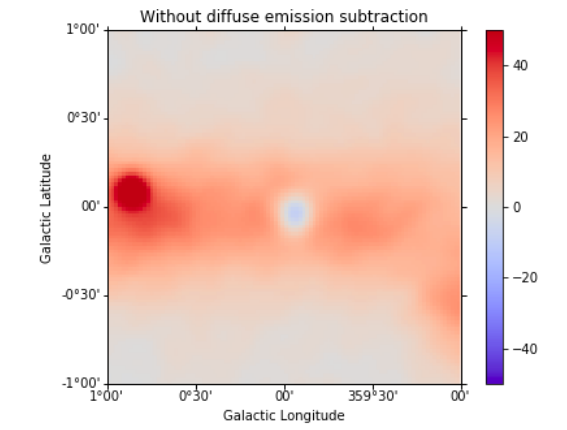 Without diffuse emission subtraction
1°00'
0°30'
00'
-0°30'
-1°00'
Galactic Latitude
1°00' 0°30' 00' 359°30' 00'
Galactic Longitude
40
20
0
−20
−40